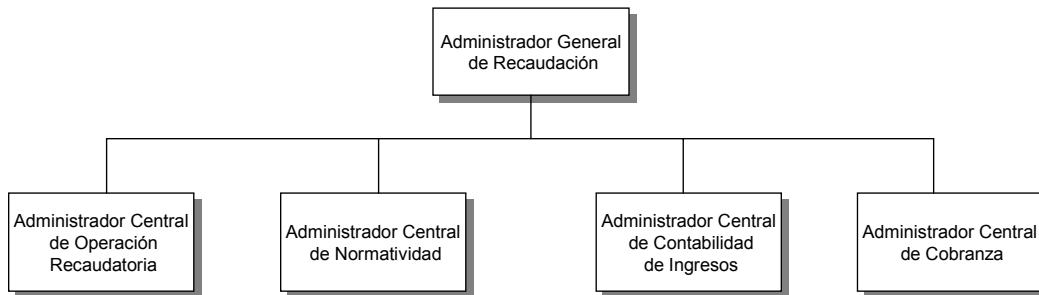 Administrador General
de Recaudación
Administrador Central
de Operación
Recaudatoria
Administrador Central
de Normatividad
Administrador Central
de Contabilidad
de Ingresos
Administrador Central
de Cobranza